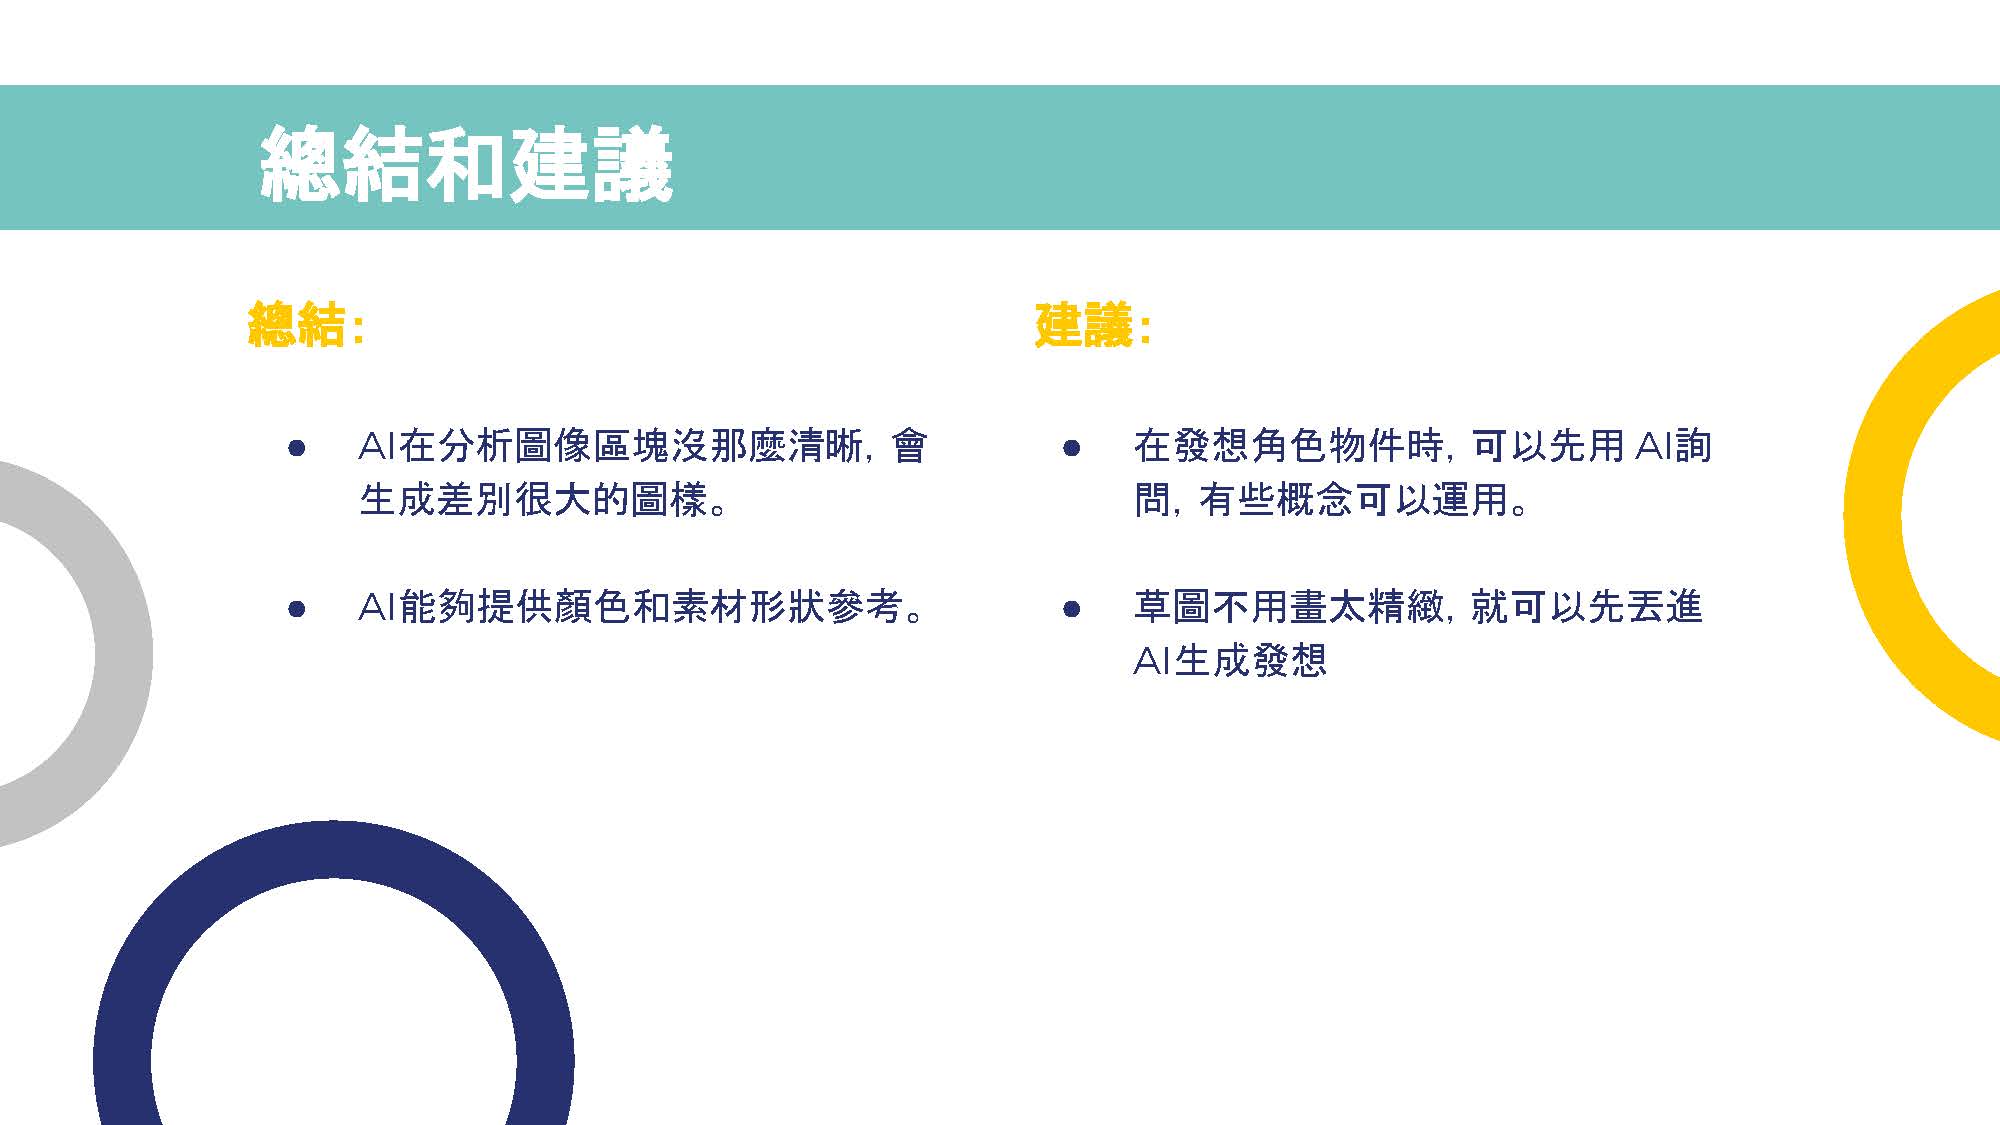 總結和建議
總結：
● AI在分析圖像區塊沒那麼清晰，會
生成差別很大的圖樣。
● AI能夠提供顏色和素材形狀參考。
建議：
● 在發想角色物件時，可以先用 AI詢
問，有些概念可以運用。
● 草圖不用畫太精緻，就可以先丟進
AI生成發想